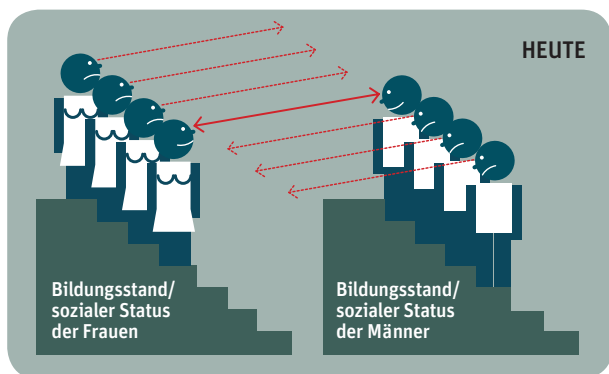 HEUTE
Bildungsstand/
sozialer Status
der Frauen
Bildungsstand/
sozialer Status
der Männer